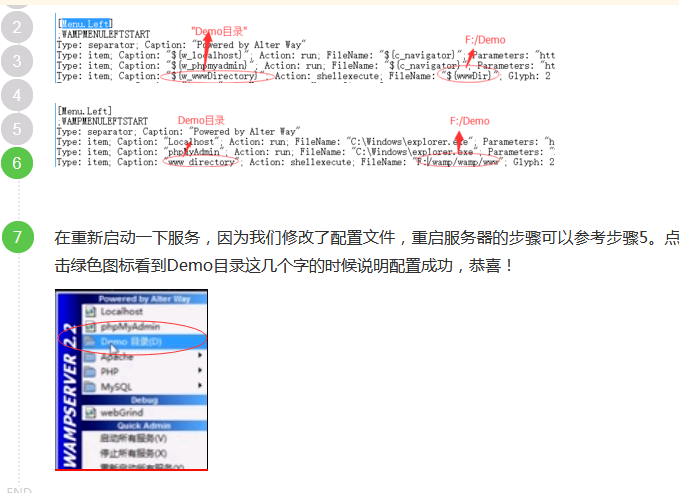 2
[Menu.Left]
"Demo目录"
F:/Demo
;WAMPMENULEFTSTART
Type: separator; Caption: "Powered by Alter Way"
Type: item; Caption: "${w_localhost}"; Action: run; FileName: "${c_navigator}"; Parameters: "htt
3
Type: item; Caption: "${w_phpmyadmin}"; Action: run; FileName: "${c_navigator}"; Parameters: "htt
Type: item; Caption: "${w_wwwDirectory}"; Action: shellexecute; FileName: "${wwwDir}"; Glyph: 2
4
[Menu.Left]
;WAMPMENULEFTSTART
Demo目录
F:/Demo
5
Type: separator; Caption: "Powered by Alter Way"
Type: item; Caption: "Localhost"; Action: run; FileName: "C:\Windows\explorer.exe"; Parameters: "h
Type: item; Caption: "phpMyAdmin"; Action: run; FileName: "C:\Windows\explorer.exe"; Parameters: "
6
Type: item; Caption: "www directory"; Action: shellexecute; FileName: "F:/wamp/wamp/www"; Glyph: 2
7
在重新启动一下服务，因为我们修改了配置文件，重启服务器的步骤可以参考步骤5。点
击绿色图标看到Demo目录这几个字的时候说明配置成功，恭喜！
WAMPSERVER 2.2
Powered by Alter Way
Localhost
phpMyAdmin
Demo 目录(D)
Apache
PHP
MySQL
Debug
webGrind
Quick Admin
启动所有服务(V)
停止所有服务(X)
重新启动所有服务(Y)
END